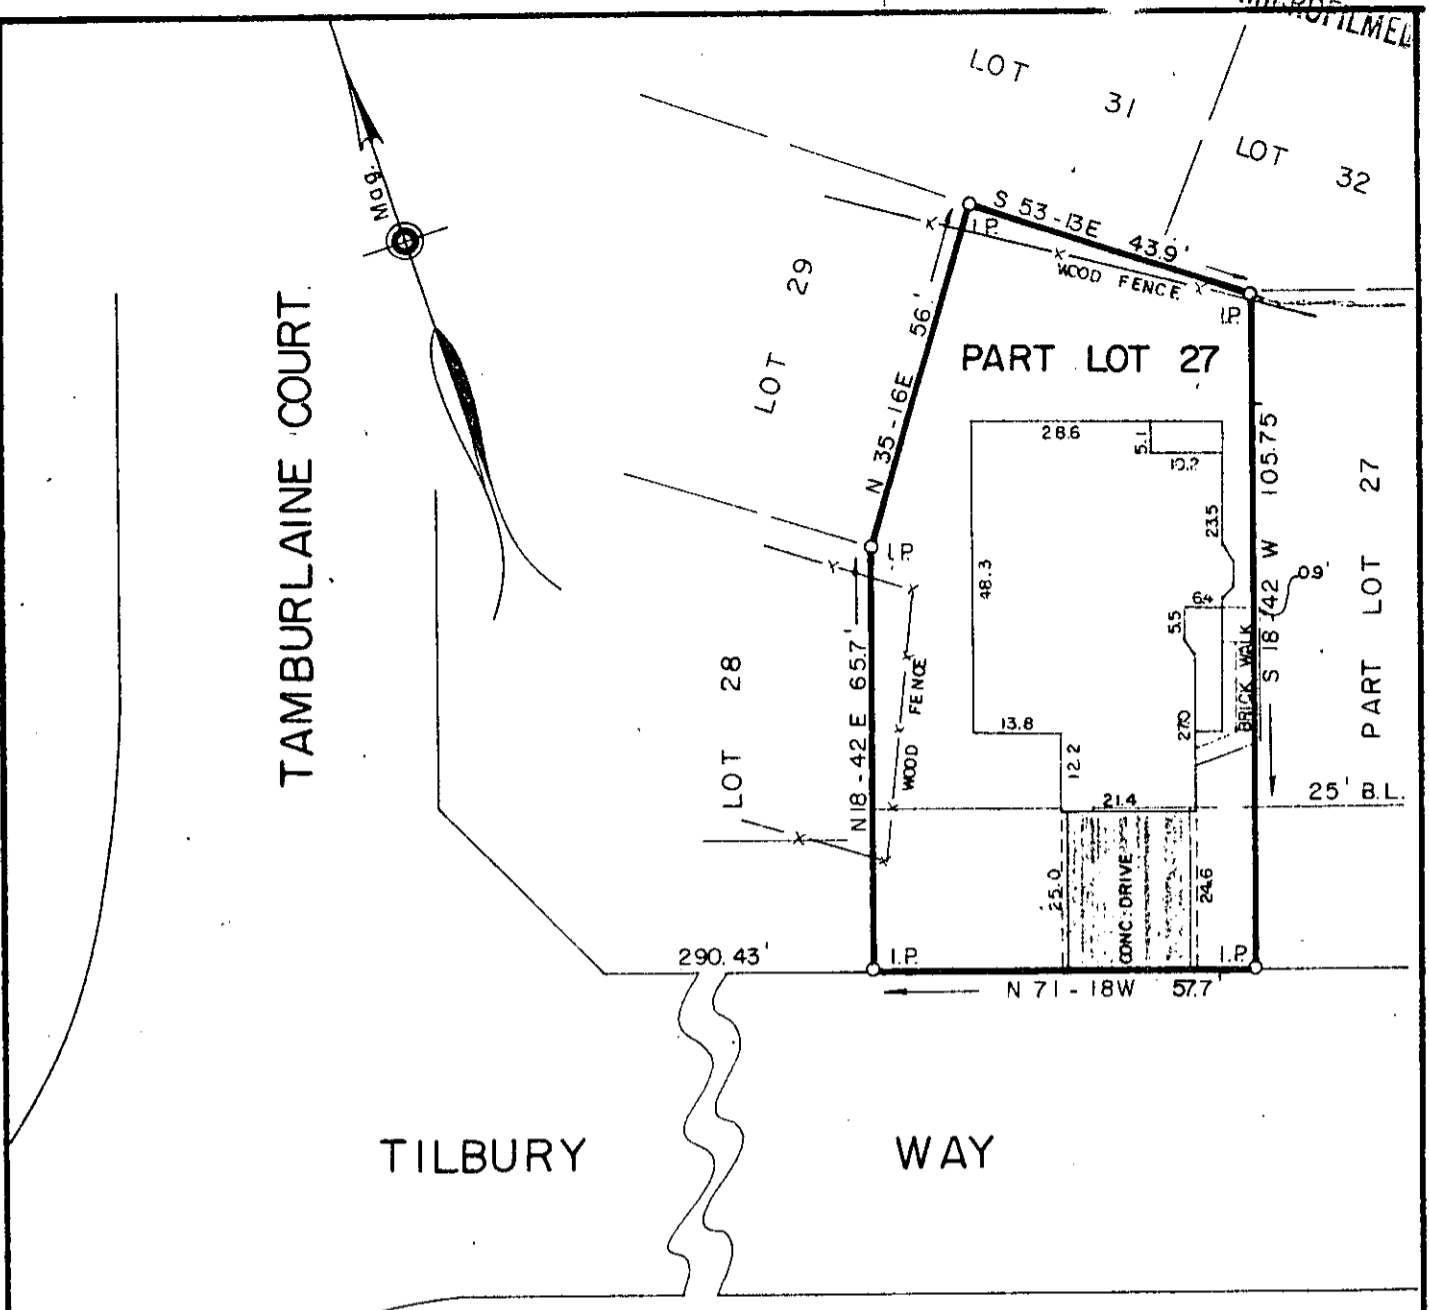 MICROFILMED
LOT 31
LOT 32
Mag.
S 53-13E 43.9'
I.P.
WOOD FENCE
I.P.
LOT 29
N 35-16E 56'
PART LOT 27
TAMBURLAINE COURT
28.6
5.1
10.2
23.5
S 18-42 W 105.75'
PART LOT 27
I.P.
48.3
0.9'
6.4
5.5
BRICK WALK
LOT 28
N18-42 E 65.7'
WOOD FENCE
13.8
12.2
27.0
21.4
25' B.L.
25.0
CONC. DRIVE
24.6
290.43'
I.P.
I.P.
N 71-18W 57.7'
TILBURY WAY